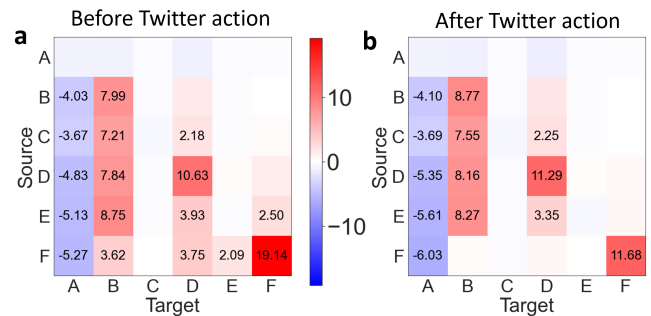 Before Twitter action
a
Source
A
B
C
D
E
F
-4.03 7.99
-3.67 7.21 2.18
-4.83 7.84 10.63
-5.13 8.75 3.93 2.50
-5.27 3.62 3.75 2.09 19.14
A B C D E F
Target
10
0
−10
After Twitter action
b
Source
A
B
C
D
E
F
-4.10 8.77
-3.69 7.55 2.25
-5.35 8.16 11.29
-5.61 8.27 3.35
-6.03 11.68
A B C D E F
Target